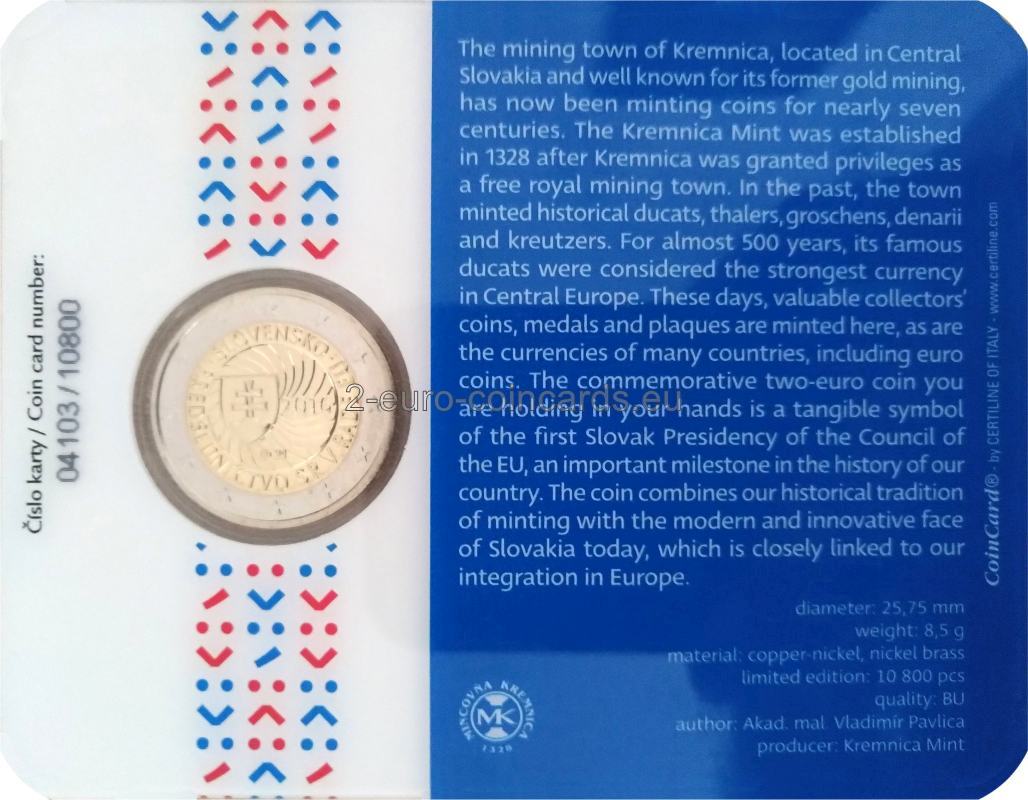 Číslo karty / Coin card number:
04103 / 10800
SLOVENSKO
2016
PREDSEDNÍCTVO SR V RADE EÚ
2-euro-coincards.eu
The mining town of Kremnica, located in Central
Slovakia and well known for its former gold mining,
has now been minting coins for nearly seven
centuries. The Kremnica Mint was established
in 1328 after Kremnica was granted privileges as
a free royal mining town. In the past, the town
minted historical ducats, thalers, groschens, denarii
and kreutzers. For almost 500 years, its famous
ducats were considered the strongest currency
in Central Europe. These days, valuable collectors'
coins, medals and plaques are minted here, as are
the currencies of many countries, including euro
coins. The commemorative two-euro coin you
are holding in your hands is a tangible symbol
of the first Slovak Presidency of the Council of
the EU, an important milestone in the history of our
country. The coin combines our historical tradition
of minting with the modern and innovative face
of Slovakia today, which is closely linked to our
integration in Europe.
diameter: 25,75 mm
weight: 8,5 g
material: copper-nickel, nickel brass
limited edition: 10 800 pcs
quality: BU
author: Akad. mal. Vladimír Pavlica
producer: Kremnica Mint
MINCOVŇA KREMNICA
MK
1328
CoinCard® - by CERTILINE OF ITALY - www.certiline.com